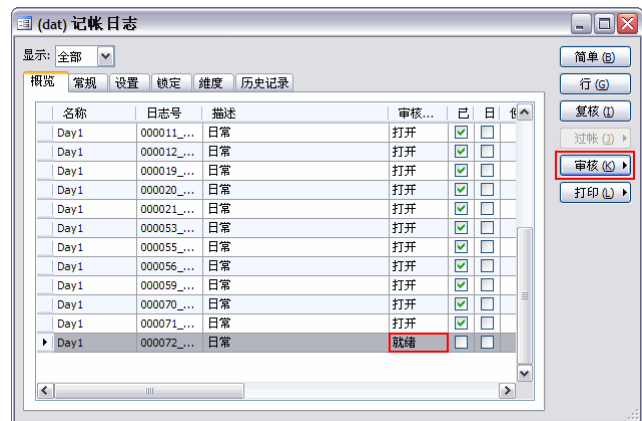 (dat) 记帐日志
显示: 全部
简单(B)
概览 常规 设置 锁定 维度 历史记录
行(G)
名称 日志号 描述 审核... 已 日
复核(I)
Day1 000011_... 日常 打开
过帐(J)
Day1 000012_... 日常 打开
Day1 000019_... 日常 打开
审核(K)
Day1 000020_... 日常 打开
打印(L)
Day1 000021_... 日常 打开
Day1 000053_... 日常 打开
Day1 000055_... 日常 打开
Day1 000056_... 日常 打开
Day1 000059_... 日常 打开
Day1 000070_... 日常 打开
Day1 000071_... 日常 打开
Day1 000072_... 日常 就绪